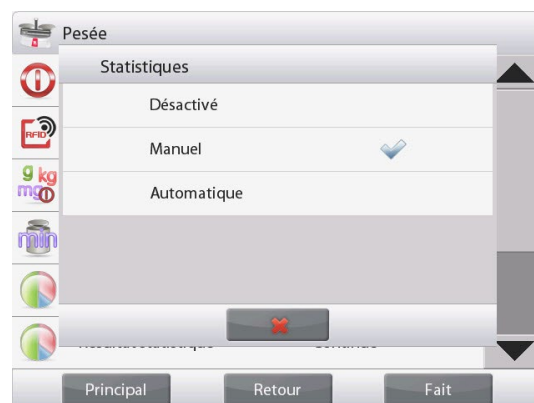 Pesée
Statistiques
Désactivé
RFID
Manuel
g kg
mg
Automatique
min
Principal
Retour
Fait